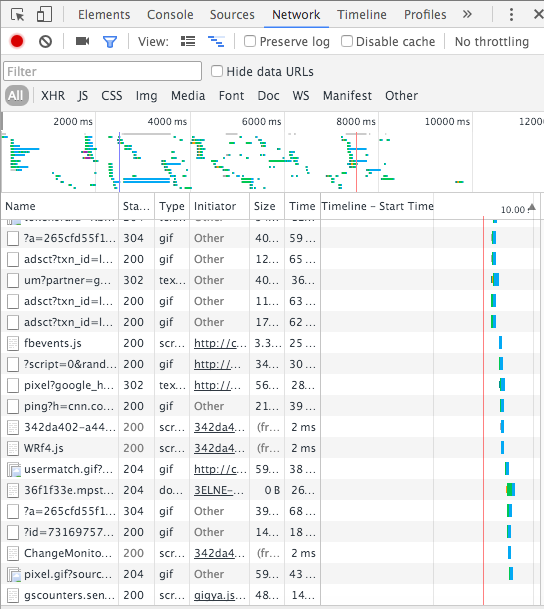 Elements Console Sources Network Timeline Profiles »
View: Preserve log Disable cache No throttling
Filter Hide data URLs
All XHR JS CSS Img Media Font Doc WS Manifest Other
2000 ms 4000 ms 6000 ms 8000 ms 10000 ms 12000
Name Sta... Type Initiator Size Time Timeline – Start Time 10.00
?a=265cfd55f1... 304 gif Other 40... 59 ...
adsct?txn_id=l... 200 gif Other 12... 65 ...
um?partner=g... 302 tex... Other 40... 36...
adsct?txn_id=l... 200 gif Other 11... 63 ...
adsct?txn_id=l... 200 gif Other 17... 62 ...
fbevents.js 200 scr... http://c... 3.3... 25 ...
?script=0&rand... 200 gif http://... 34... 30 ...
pixel?google_h... 302 tex... http://... 56... 28...
ping?h=cnn.co... 200 gif Other 21... 39 ...
342da402-a44... 200 scr... 342da4... (fr... 2 ms
WRf4.js 200 scr... 342da4... (fr... 2 ms
usermatch.gif?... 204 gif http://c... 59... 38 ...
36f1f33e.mpst... 204 do... 3ELNE-... 0 B 26...
?a=265cfd55f1... 304 gif Other 39... 68 ...
?id=73169757... 200 gif Other 14... 18 ...
ChangeMonito... 200 scr... 342da4... (fr... 2 ms
pixel.gif?sourc... 204 gif Other 59... 43 ...
gscounters.sen... 200 scr... gigya.js... 48... 14...